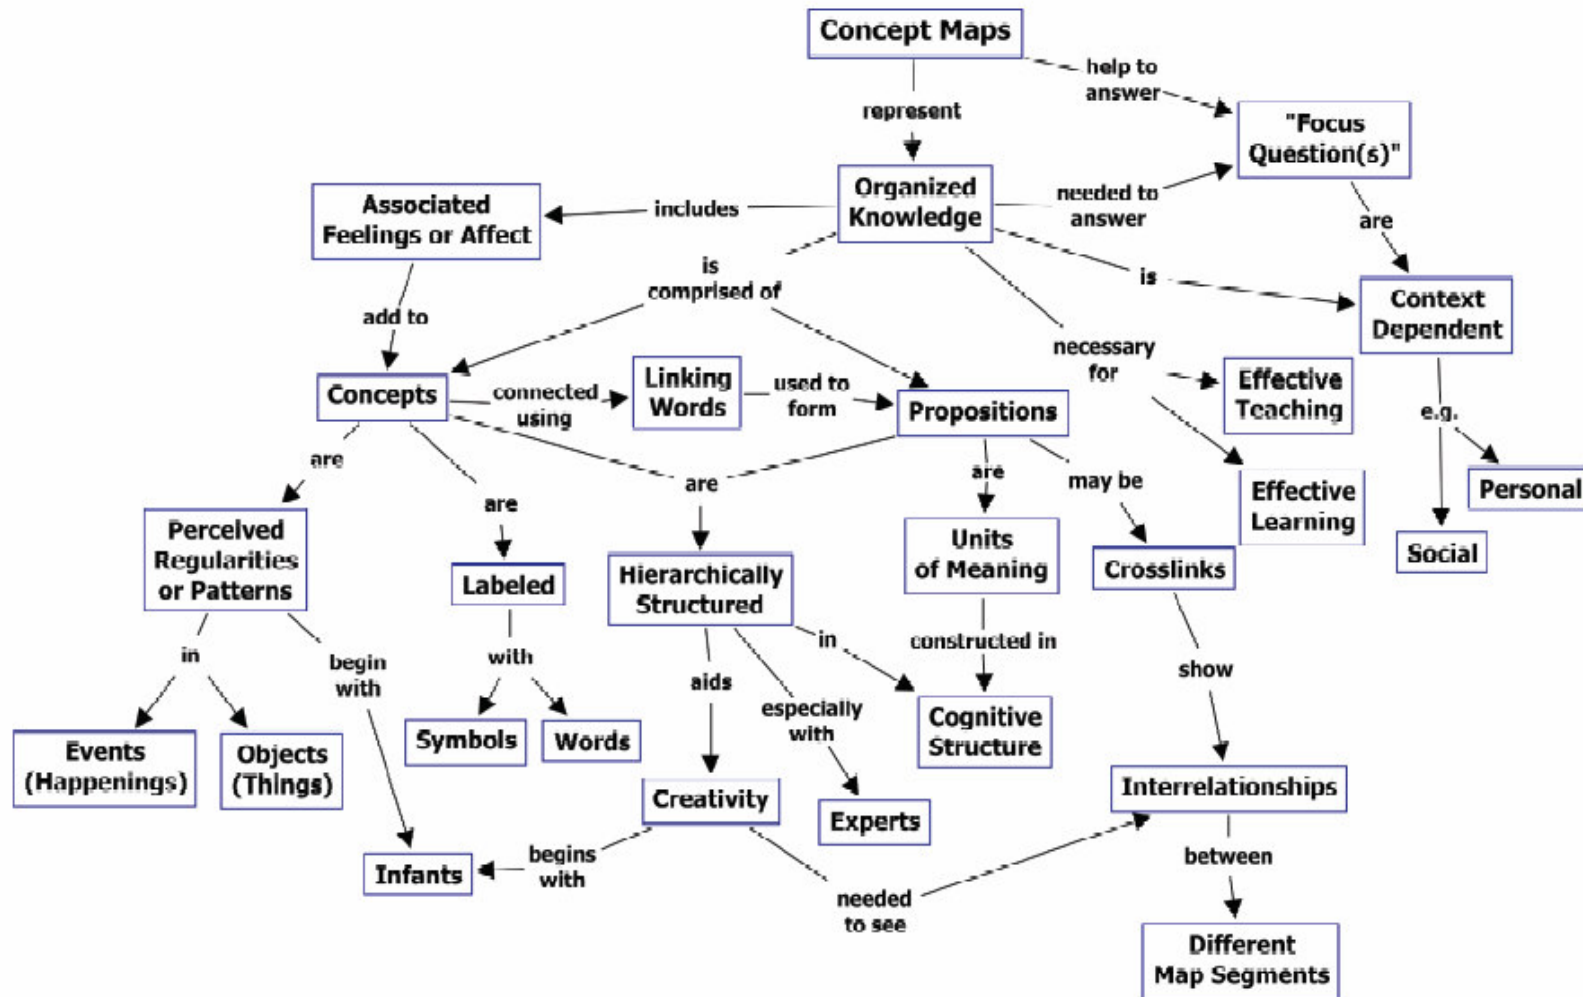 Concept Maps
help to
answer
represent
"Focus
Question(s)"
Organized
Knowledge
needed to
answer
includes
Associated
Feelings or Affect
are
is
comprised of
is
Context
Dependent
add to
necessary
for
Concepts
connected
using
Linking
Words
used to
form
Propositions
Effective
Teaching
e.g.
are
are
are
are
may be
Effective
Learning
Personal
Social
Perceived
Regularities
or Patterns
Labeled
Hierarchically
Structured
Units
of Meaning
Crosslinks
in
begin
with
with
aids
in
constructed in
show
especially
with
Events
(Happenings)
Objects
(Things)
Symbols
Words
Cognitive
Structure
Creativity
Experts
Interrelationships
Infants
begins
with
needed
to see
between
Different
Map Segments